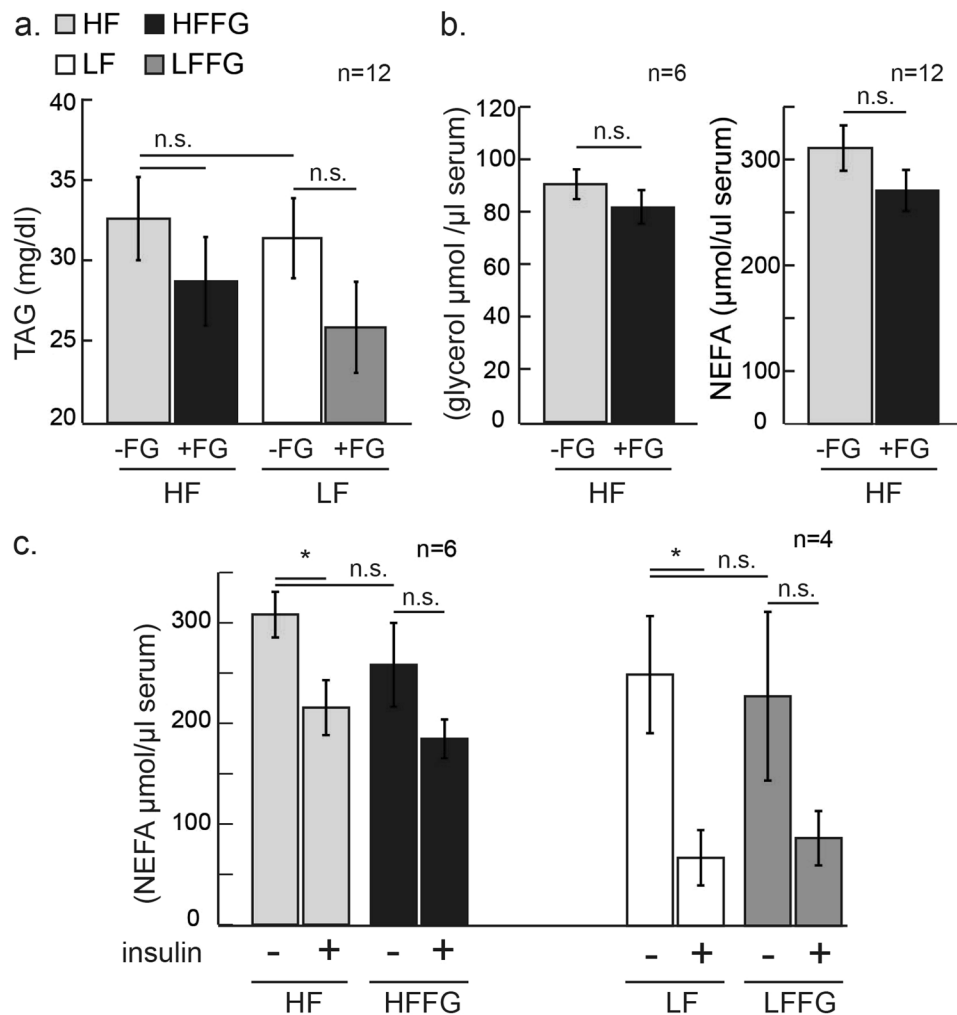 a.
HF HFFG
LF LFFG
n=12
TAG (mg/dl)
40
35
30
25
20
n.s.
n.s.
-FG +FG -FG +FG
HF LF
b.
n=6
(glycerol µmol /µl serum)
120
100
80
60
40
20
0
n.s.
-FG +FG
HF
n=12
NEFA (µmol/ul serum)
300
200
300
100
0
n.s.
-FG +FG
HF
c.
n=6
n=4
(NEFA µmol/µl serum)
300
200
100
0
* n.s. n.s.
* n.s. n.s.
insulin - + - + - + - +
HF HFFG LF LFFG